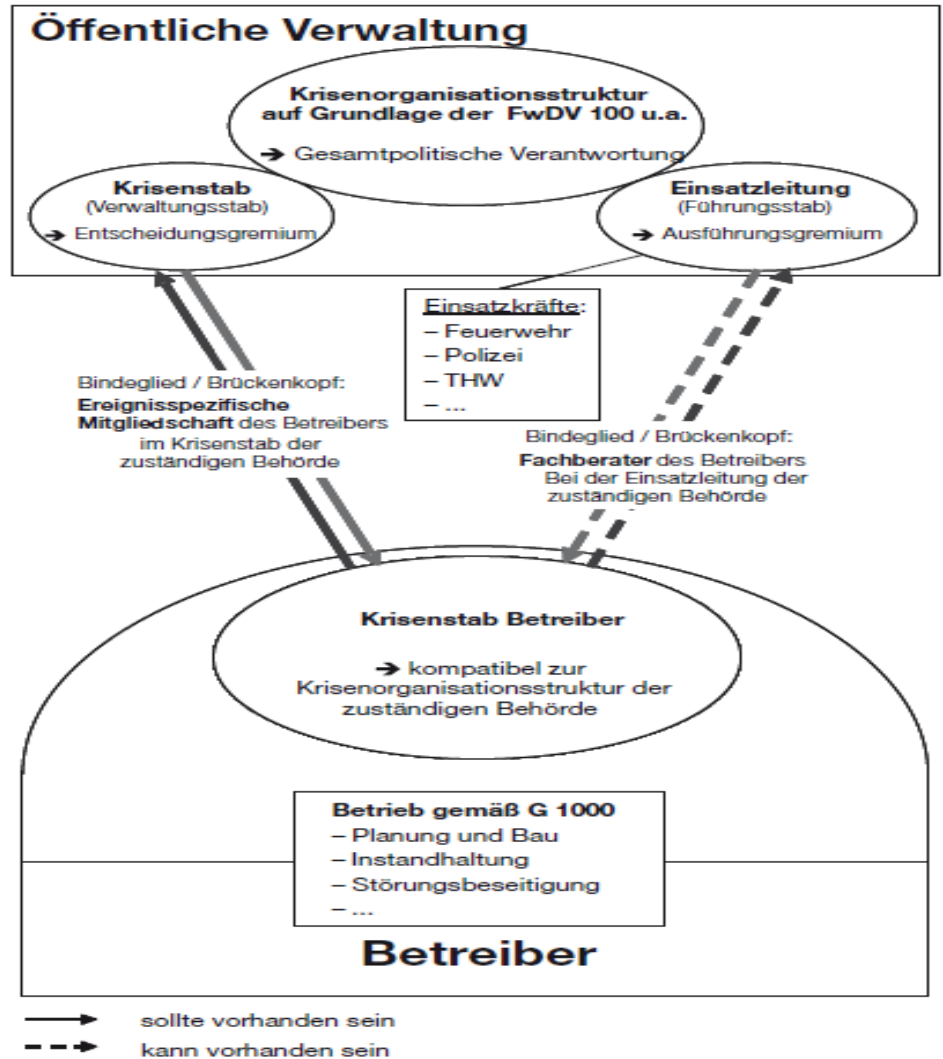 Öffentliche Verwaltung
Krisenorganisationsstruktur
auf Grundlage der FwDV 100 u.a.
➔ Gesamtpolitische Verantwortung
Krisenstab
(Verwaltungsstab)
➔ Entscheidungsgremium
Einsatzleitung
(Führungsstab)
➔ Ausführungsgremium
Einsatzkräfte:
– Feuerwehr
– Polizei
– THW
– ...
Bindeglied / Brückenkopf:
Ereignisspezifische
Mitgliedschaft des Betreibers
im Krisenstab der
zuständigen Behörde
Bindeglied / Brückenkopf:
Fachberater des Betreibers
Bei der Einsatzleitung der
zuständigen Behörde
Krisenstab Betreiber
➔ kompatibel zur
Krisenorganisationsstruktur der
zuständigen Behörde
Betrieb gemäß G 1000
– Planung und Bau
– Instandhaltung
– Störungsbeseitigung
– ...
Betreiber
sollte vorhanden sein
kann vorhanden sein